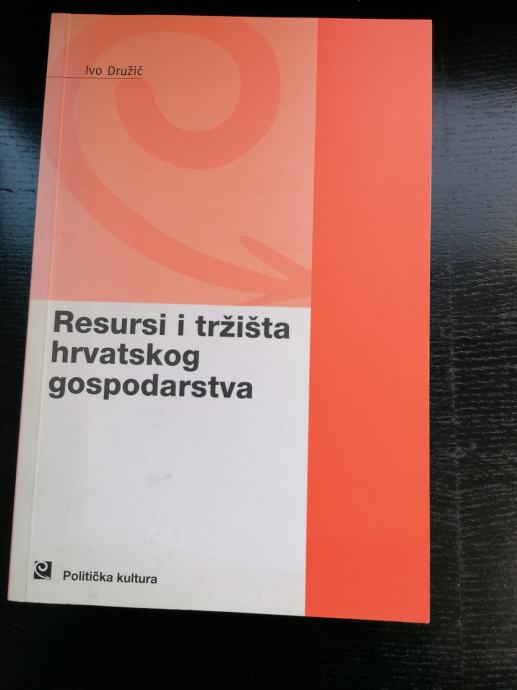 Ivo Družić
Resursi i tržišta
hrvatskog
gospodarstva
Politička kultura